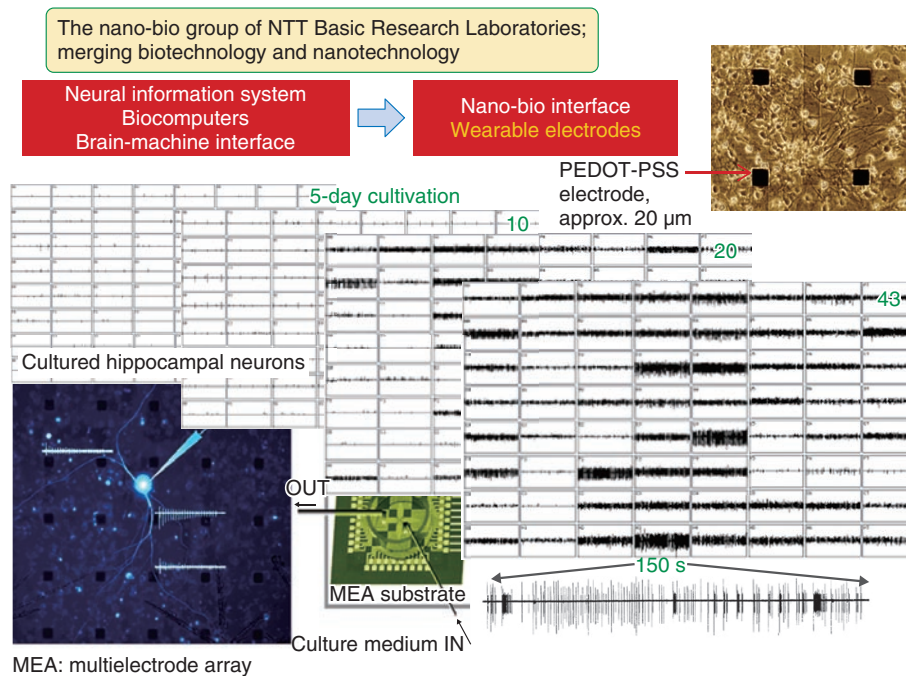 The nano-bio group of NTT Basic Research Laboratories;
merging biotechnology and nanotechnology
Neural information system
Biocomputers
Brain-machine interface
Nano-bio interface
Wearable electrodes
PEDOT-PSS
electrode,
approx. 20 μm
5-day cultivation
10
20
43
Cultured hippocampal neurons
OUT
150 s
MEA substrate
Culture medium IN
MEA: multielectrode array